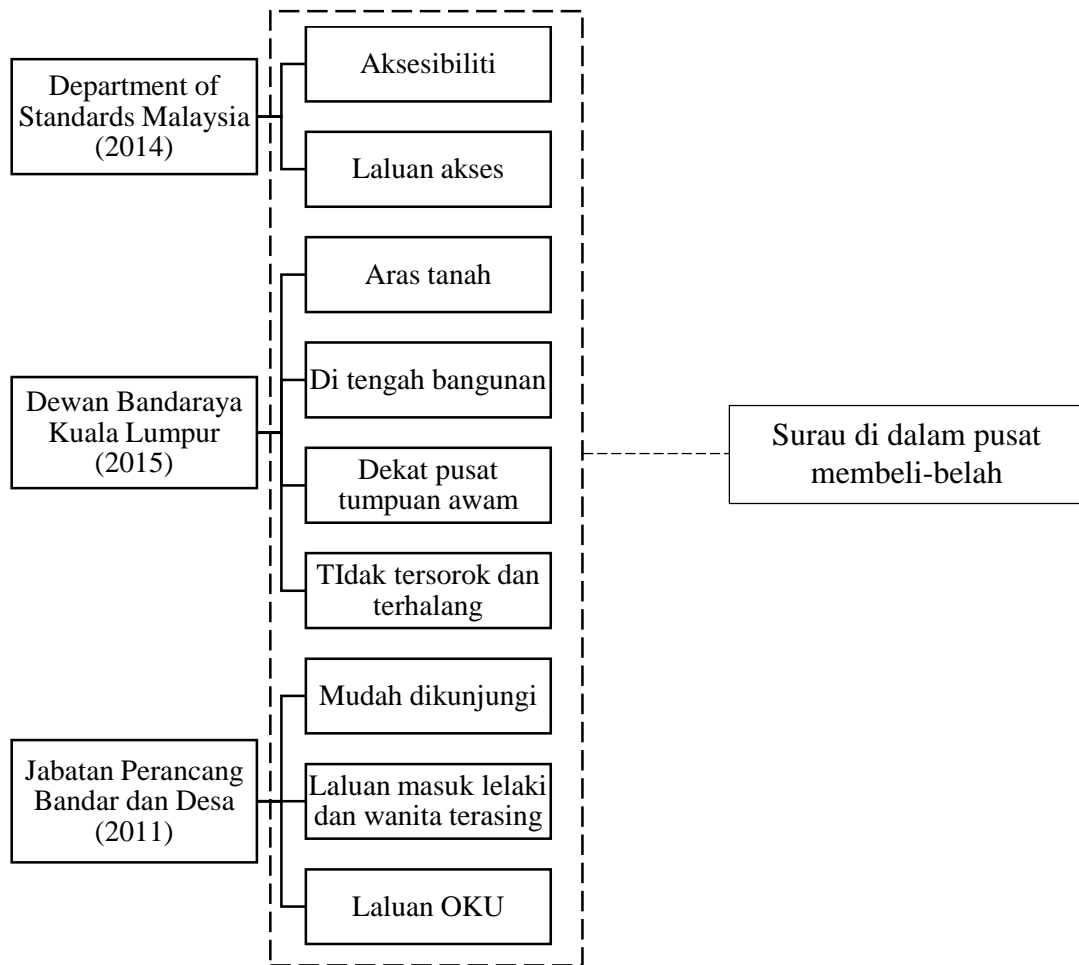 Department of
Standards Malaysia
(2014)
Aksesibiliti
Laluan akses
Dewan Bandaraya
Kuala Lumpur
(2015)
Aras tanah
Di tengah bangunan
Dekat pusat
tumpuan awam
TIdak tersorok dan
terhalang
Jabatan Perancang
Bandar dan Desa
(2011)
Mudah dikunjungi
Laluan masuk lelaki
dan wanita terasing
Laluan OKU
Surau di dalam pusat
membeli-belah